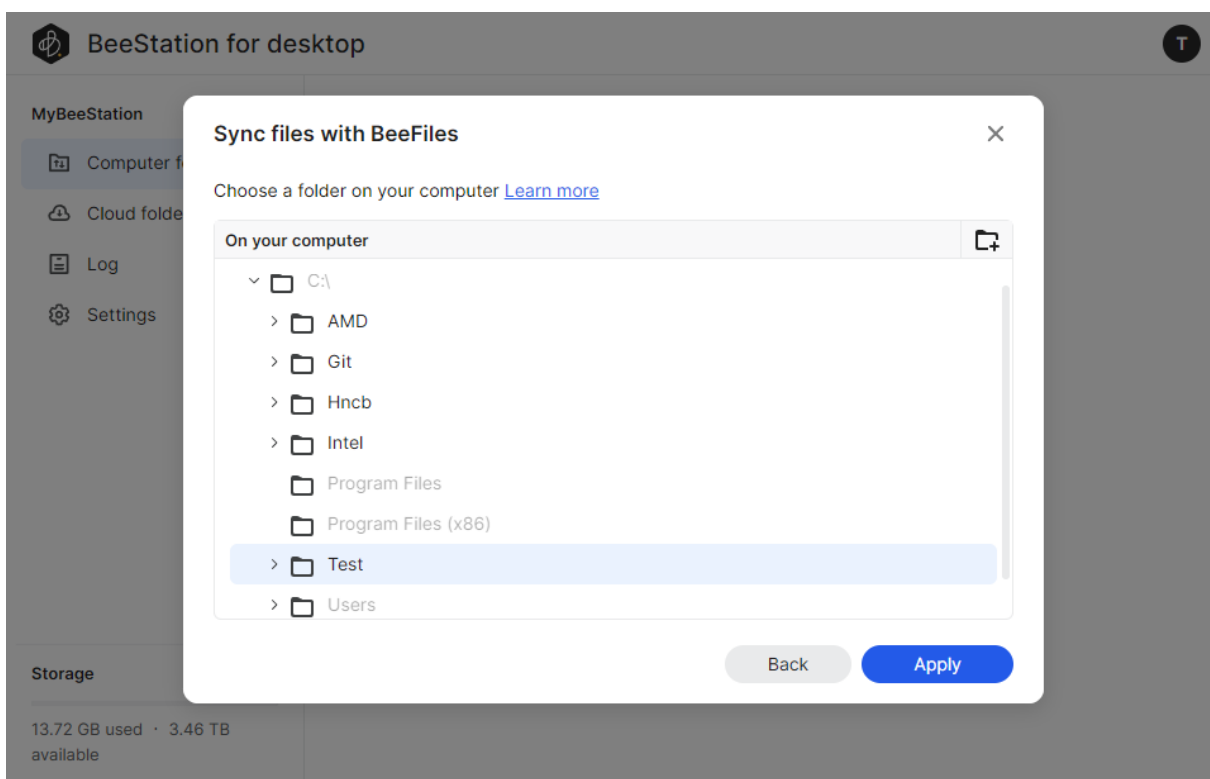 BeeStation for desktop
T
MyBeeStation
Computer
Cloud
Log
Settings
Storage
13.72 GB used · 3.46 TB
available
Sync files with BeeFiles
Choose a folder on your computer Learn more
On your computer
C:\
AMD
Git
Hncb
Intel
Program Files
Program Files (x86)
Test
Users
Back
Apply